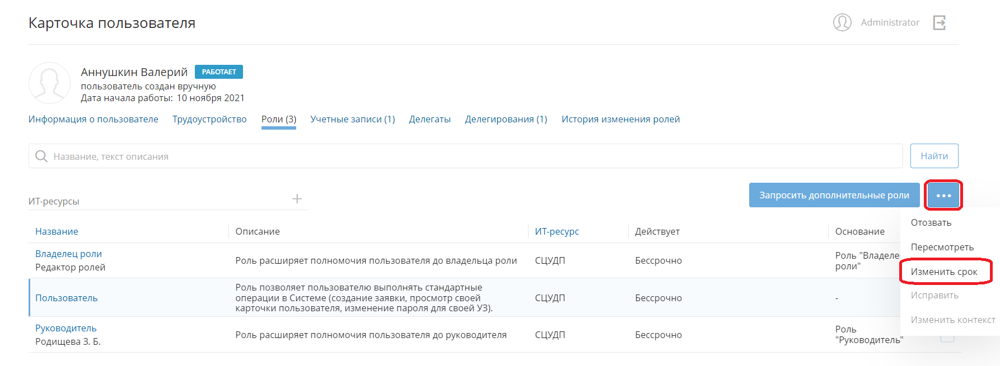 Карточка пользователя
Administrator
Аннушкин Валерий
РАБОТАЕТ
пользователь создан вручную
Дата начала работы: 10 ноября 2021
Информация о пользователе
Трудоустройство
Роли (3)
Учетные записи (1)
Делегаты
Делегирования (1)
История изменения ролей
Название, текст описания
Найти
ИТ-ресурсы
Запросить дополнительные роли
Отозвать
Пересмотреть
Изменить срок
Исправить
Изменить контекст
Название
Описание
ИТ-ресурс
Действует
Основание
Владелец роли
Редактор ролей
Роль расширяет полномочия пользователя до владельца роли
СЦУДП
Бессрочно
Роль "Владеле
роли"
Пользователь
Роль позволяет пользователю выполнять стандартные
операции в Системе (создание заявки, просмотр своей
карточки пользователя, изменение пароля для своей УЗ).
СЦУДП
Бессрочно
-
Руководитель
Родищева З. Б.
Роль расширяет полномочия пользователя до руководителя
СЦУДП
Бессрочно
Роль
"Руководитель"